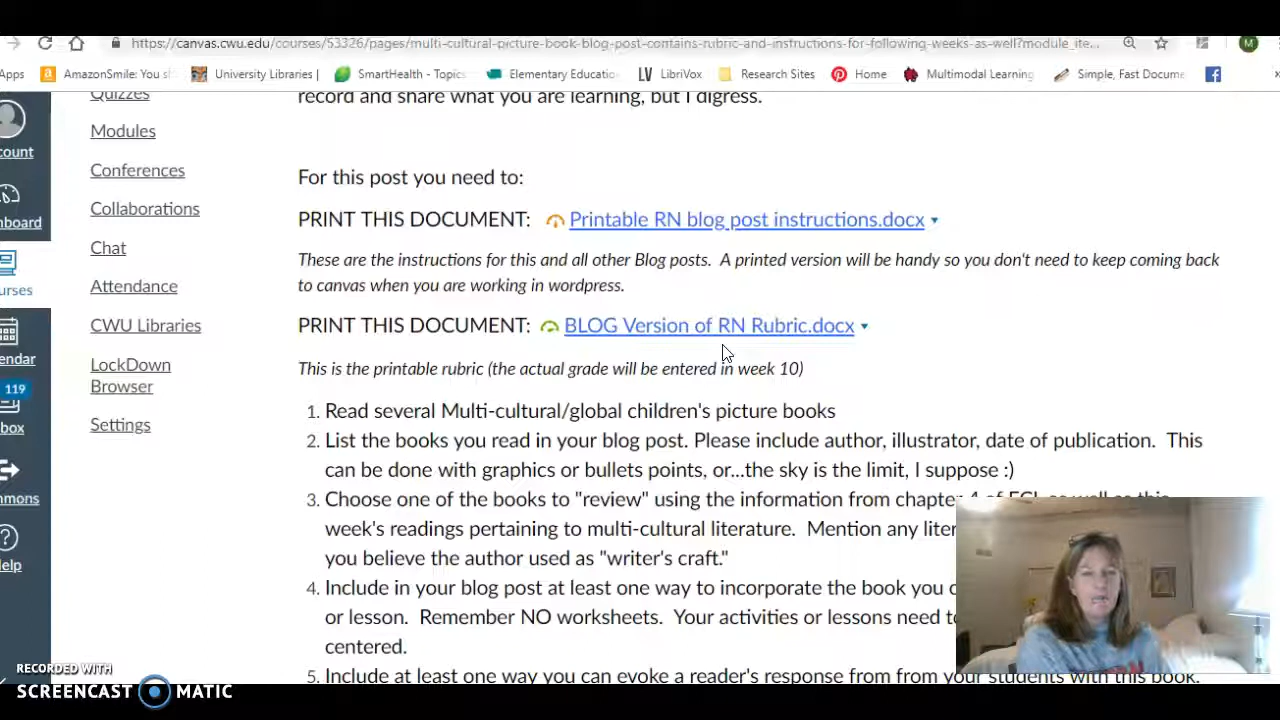 https://canvas.cwu.edu/courses/53326/pages/multi-cultural-picture-book-blog-post-contains-rubric-and-instructions-for-following-weeks-as-well?module_ite...
M
Apps AmazonSmile: You sh University Libraries | SmartHealth - Topics Elementary Educatio LV LibriVox Research Sites Home Multimodal Learning Simple, Fast Docume
Quizzes
record and share what you are learning, but I digress.
Modules
count
Conferences
For this post you need to:
Collaborations
PRINT THIS DOCUMENT: Printable RN blog post instructions.docx
nboard
Chat
These are the instructions for this and all other Blog posts. A printed version will be handy so you don't need to keep coming back
to canvas when you are working in wordpress.
Attendance
urses
CWU Libraries
PRINT THIS DOCUMENT: BLOG Version of RN Rubric.docx
endar
LockDown
Browser
This is the printable rubric (the actual grade will be entered in week 10)
119
box
Settings
1. Read several Multi-cultural/global children's picture books
2. List the books you read in your blog post. Please include author, illustrator, date of publication. This
can be done with graphics or bullets points, or...the sky is the limit, I suppose :)
mmons
3. Choose one of the books to "review" using the information from chapter 4 of ECL as well as this
week's readings pertaining to multi-cultural literature. Mention any liter
you believe the author used as "writer's craft."
elp
4. Include in your blog post at least one way to incorporate the book you c
or lesson. Remember NO worksheets. Your activities or lessons need to
centered.
5. Include at least one way you can evoke a reader's response from from your students with this book.
RECORDED WITH
SCREENCAST MATIC